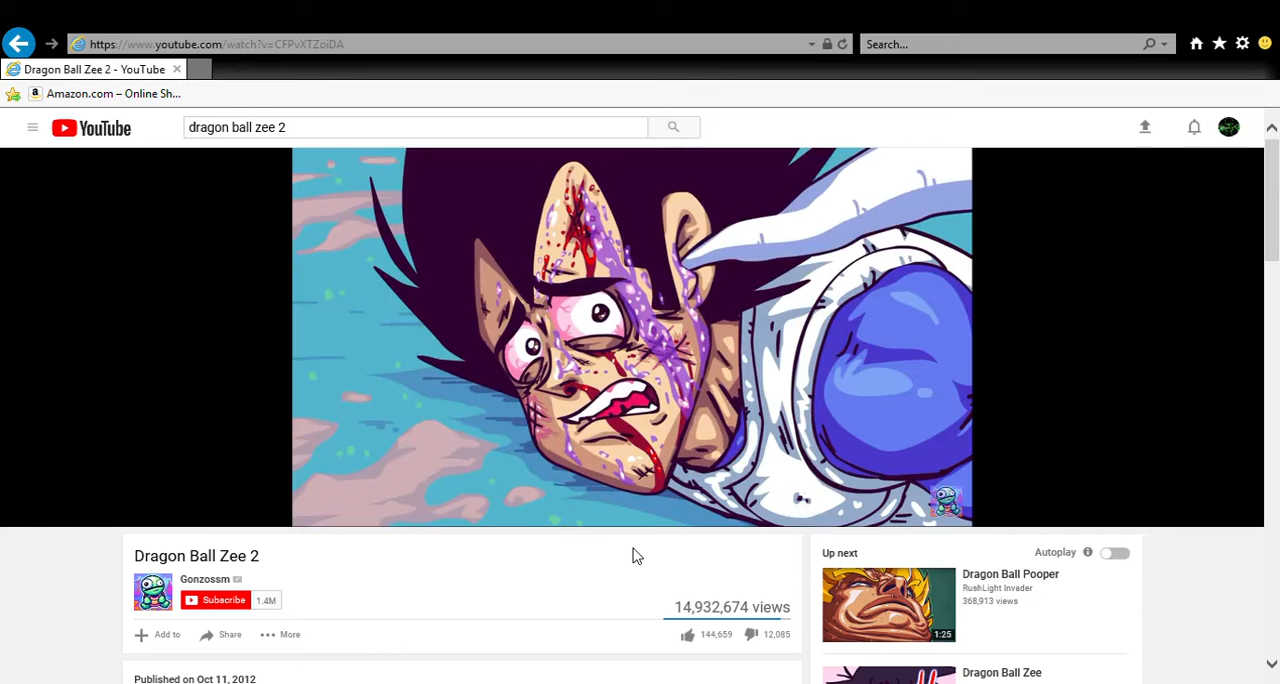 https://www.youtube.com/watch?v=CFPvXTZoiDA
Search...
Dragon Ball Zee 2 - YouTube
Amazon.com – Online Sh...
YouTube
dragon ball zee 2
Dragon Ball Zee 2
Gonzossm
Subscribe 1.4M
14,932,674 views
Add to Share More
144,659 12,085
Published on Oct 11, 2012
Up next
Autoplay
Dragon Ball Pooper
RushLight Invader
368,913 views
1:25
Dragon Ball Zee